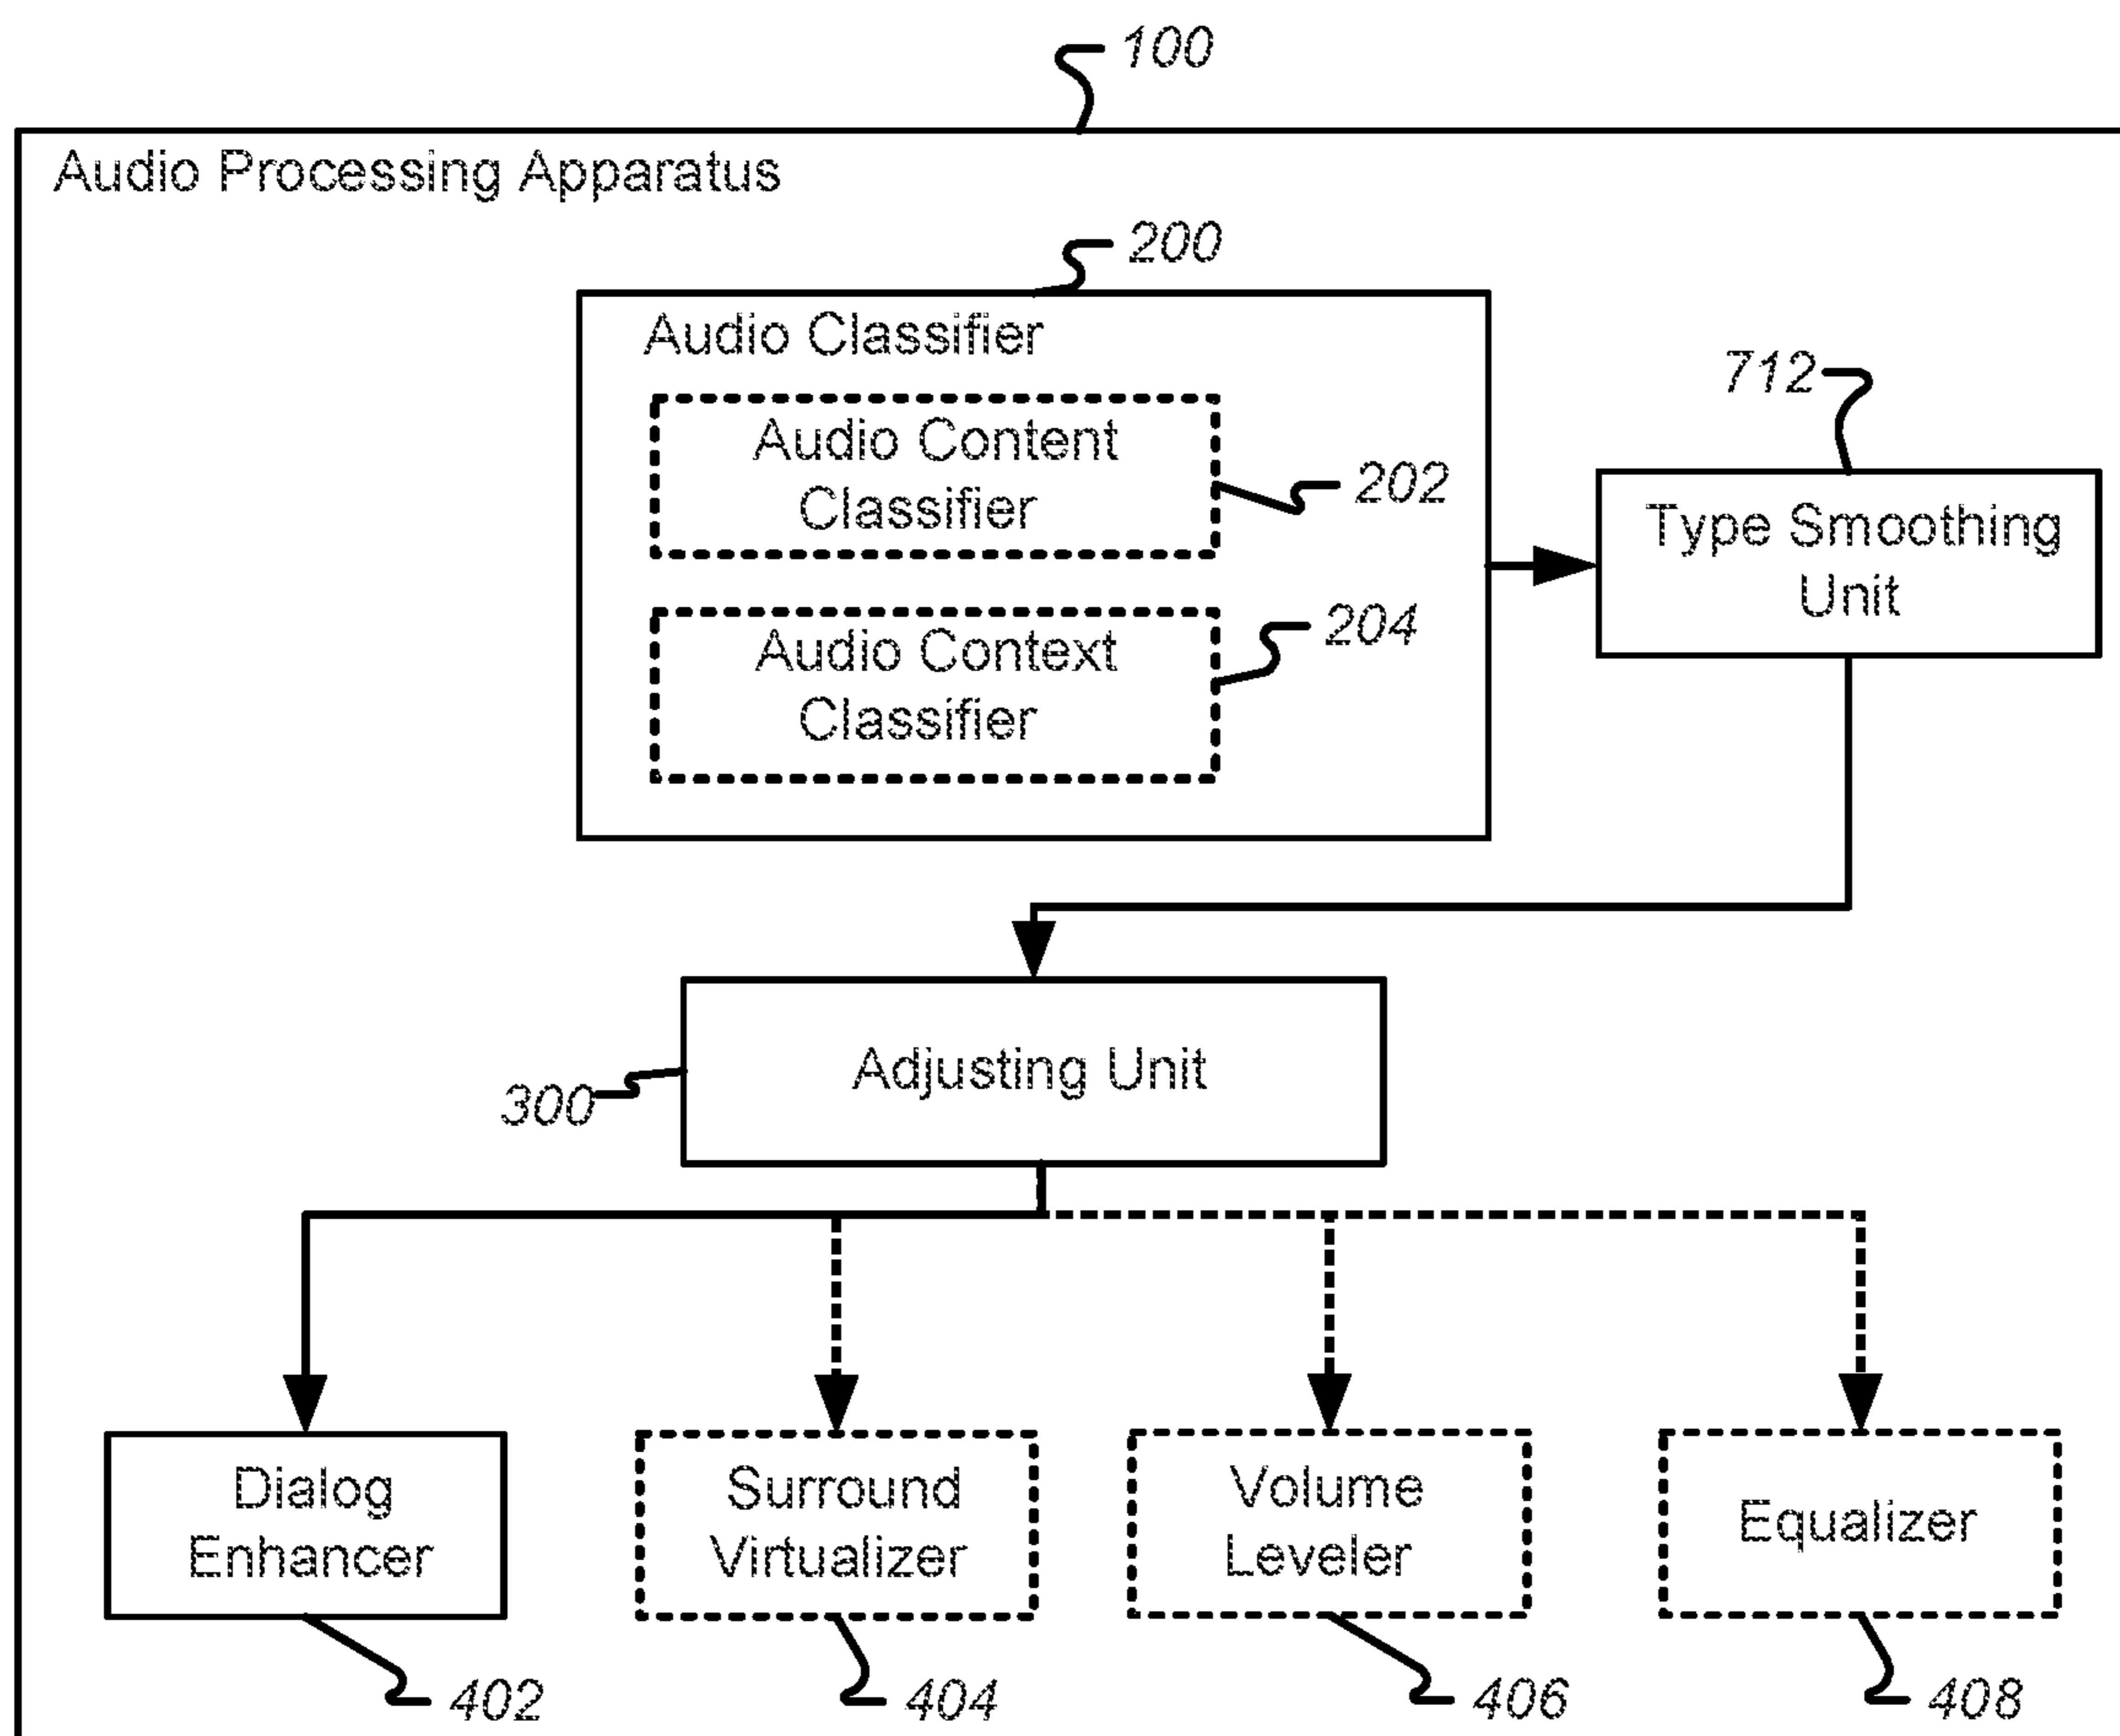 100
Audio Processing Apparatus
200
Audio Classifier
712
Audio Content
Classifier
202
Type Smoothing
Unit
204
Audio Context
Classifier
Adjusting Unit
300
Dialog
Enhancer
Surround
Virtualizer
Volume
Leveler
Equalizer
402
404
406
408